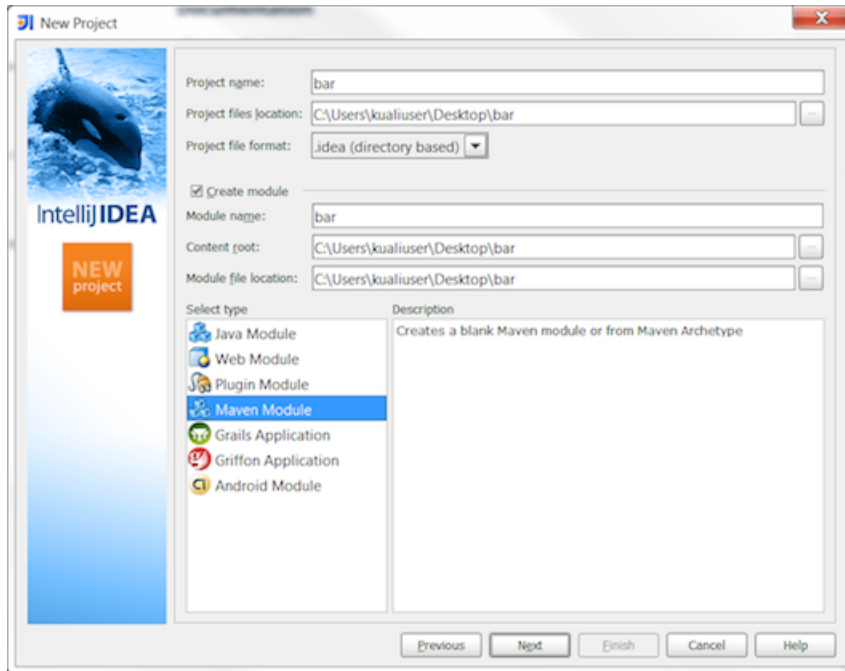 New Project
Project name: bar
Project files location: C:\Users\kualiuser\Desktop\bar
Project file format: .idea (directory based)
Create module
IntelliJIDEA
Module name: bar
Content root: C:\Users\kualiuser\Desktop\bar
NEW
project
Module file location: C:\Users\kualiuser\Desktop\bar
Select type
Description
Java Module
Creates a blank Maven module or from Maven Archetype
Web Module
Plugin Module
Maven Module
Grails Application
Griffon Application
Android Module
Previous Next Finish Cancel Help